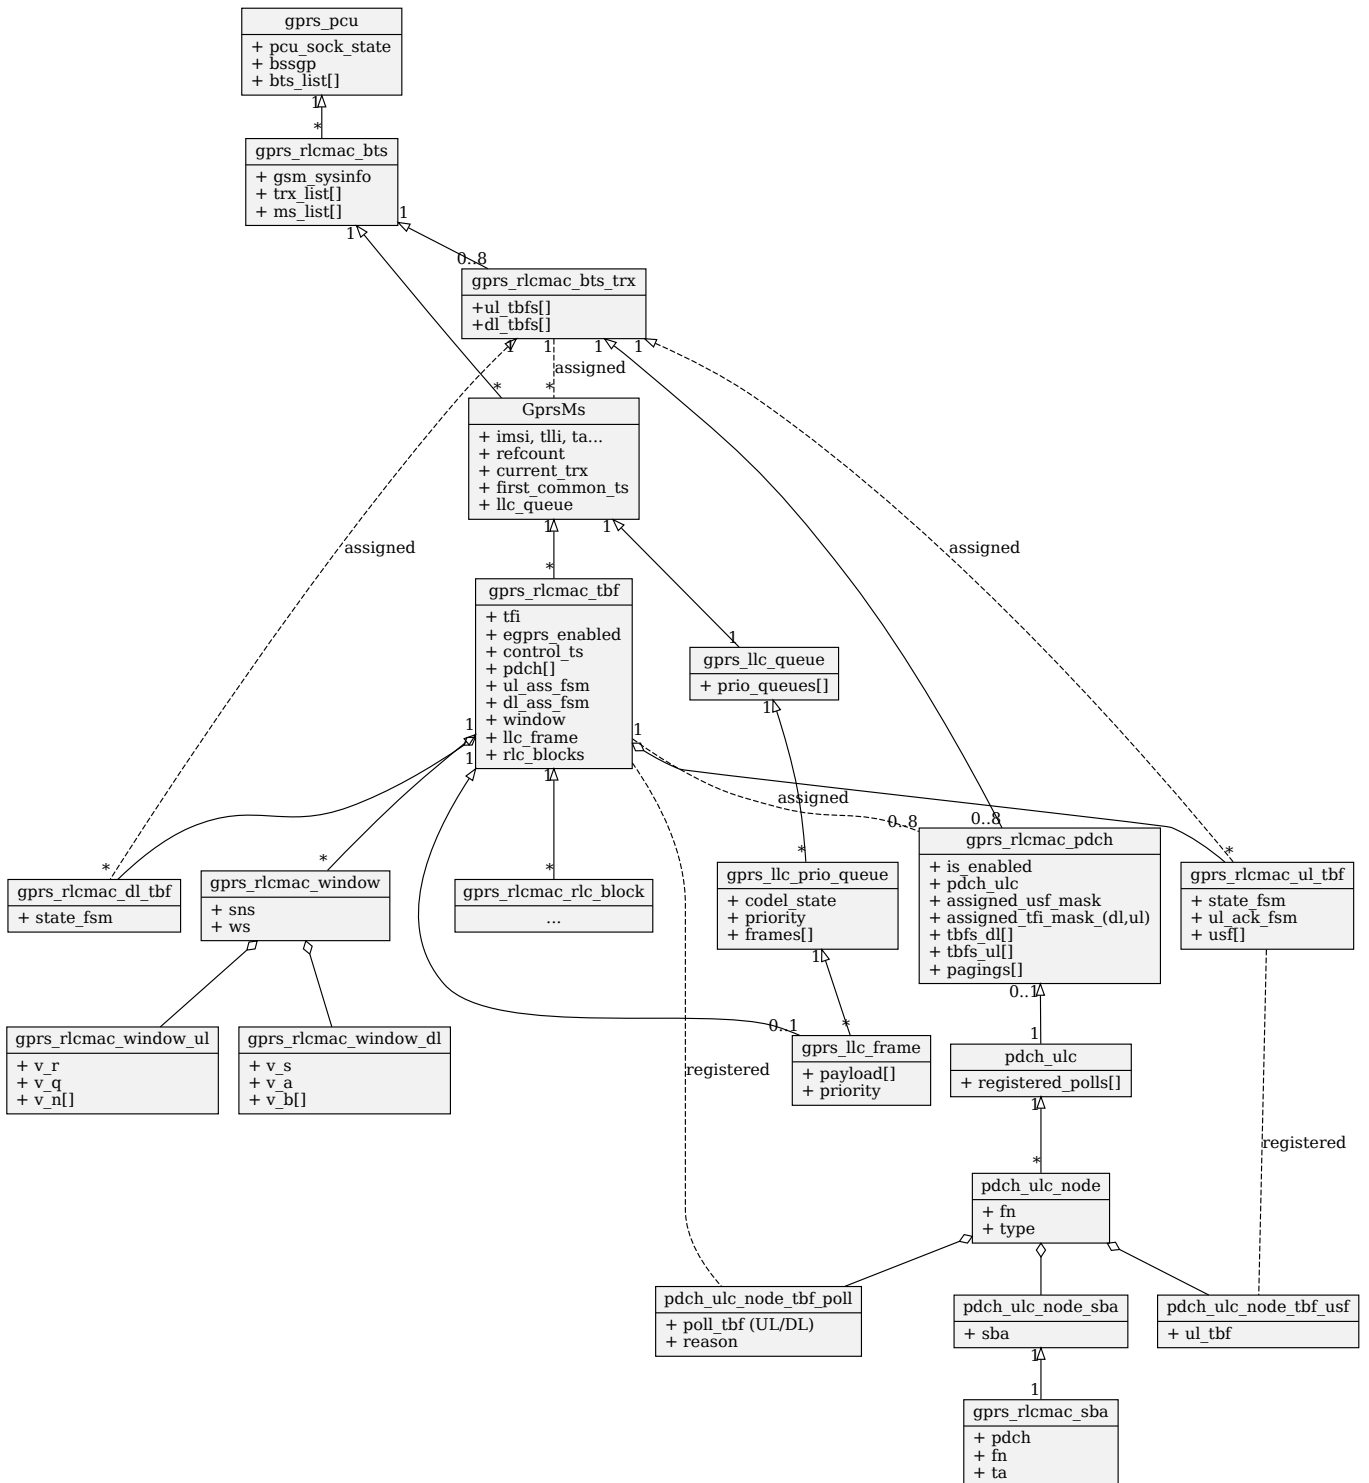 gprs_pcu
+ pcu_sock_state
+ bssgp
+ bts_list[]
1
*
gprs_rlcmac_bts
+ gsm_sysinfo
+ trx_list[]
+ ms_list[]
1
1
0..8
gprs_rlcmac_bts_trx
+ul_tbfs[]
+dl_tbfs[]
1
1
1
1
assigned
*
*
GprsMs
+ imsi, tlli, ta...
+ refcount
+ current_trx
+ first_common_ts
+ llc_queue
1
1
assigned
assigned
*
gprs_rlcmac_tbf
+ tfi
+ egprs_enabled
+ control_ts
+ pdch[]
+ ul_ass_fsm
+ dl_ass_fsm
+ window
+ llc_frame
+ rlc_blocks
1
gprs_llc_queue
+ prio_queues[]
1
1
1
1
1
assigned
0..8
0..8
*
*
*
*
*
gprs_rlcmac_dl_tbf
+ state_fsm
gprs_rlcmac_window
+ sns
+ ws
gprs_rlcmac_rlc_block
...
gprs_llc_prio_queue
+ codel_state
+ priority
+ frames[]
1
gprs_rlcmac_pdch
+ is_enabled
+ pdch_ulc
+ assigned_usf_mask
+ assigned_tfi_mask_(dl,ul)
+ tbfs_dl[]
+ tbfs_ul[]
+ pagings[]
0..1
gprs_rlcmac_ul_tbf
+ state_fsm
+ ul_ack_fsm
+ usf[]
gprs_rlcmac_window_ul
+ v_r
+ v_q
+ v_n[]
gprs_rlcmac_window_dl
+ v_s
+ v_a
+ v_b[]
0..1
*
gprs_llc_frame
+ payload[]
+ priority
1
pdch_ulc
+ registered_polls[]
1
registered
registered
*
pdch_ulc_node
+ fn
+ type
pdch_ulc_node_tbf_poll
+ poll_tbf (UL/DL)
+ reason
pdch_ulc_node_sba
+ sba
1
pdch_ulc_node_tbf_usf
+ ul_tbf
1
gprs_rlcmac_sba
+ pdch
+ fn
+ ta